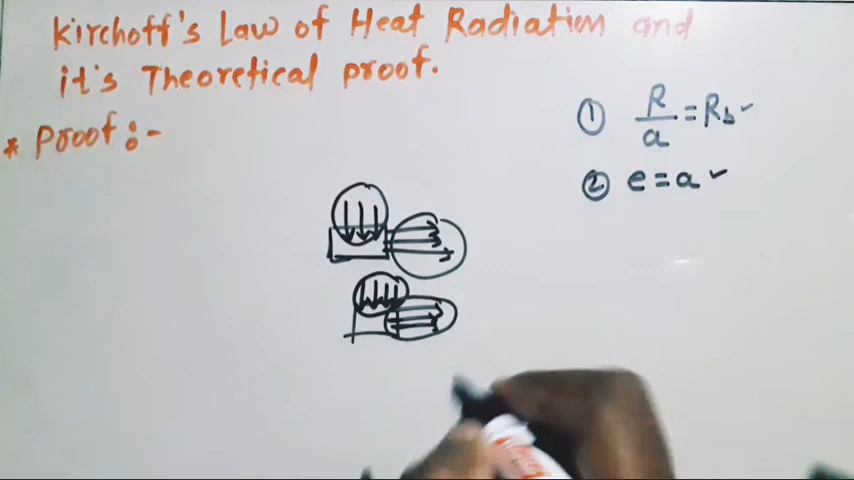 Kirchoff's Law of Heat Radiation and
it's Theoretical proof.
* Proof :-
① R/a = Rb ✓
② e = a ✓